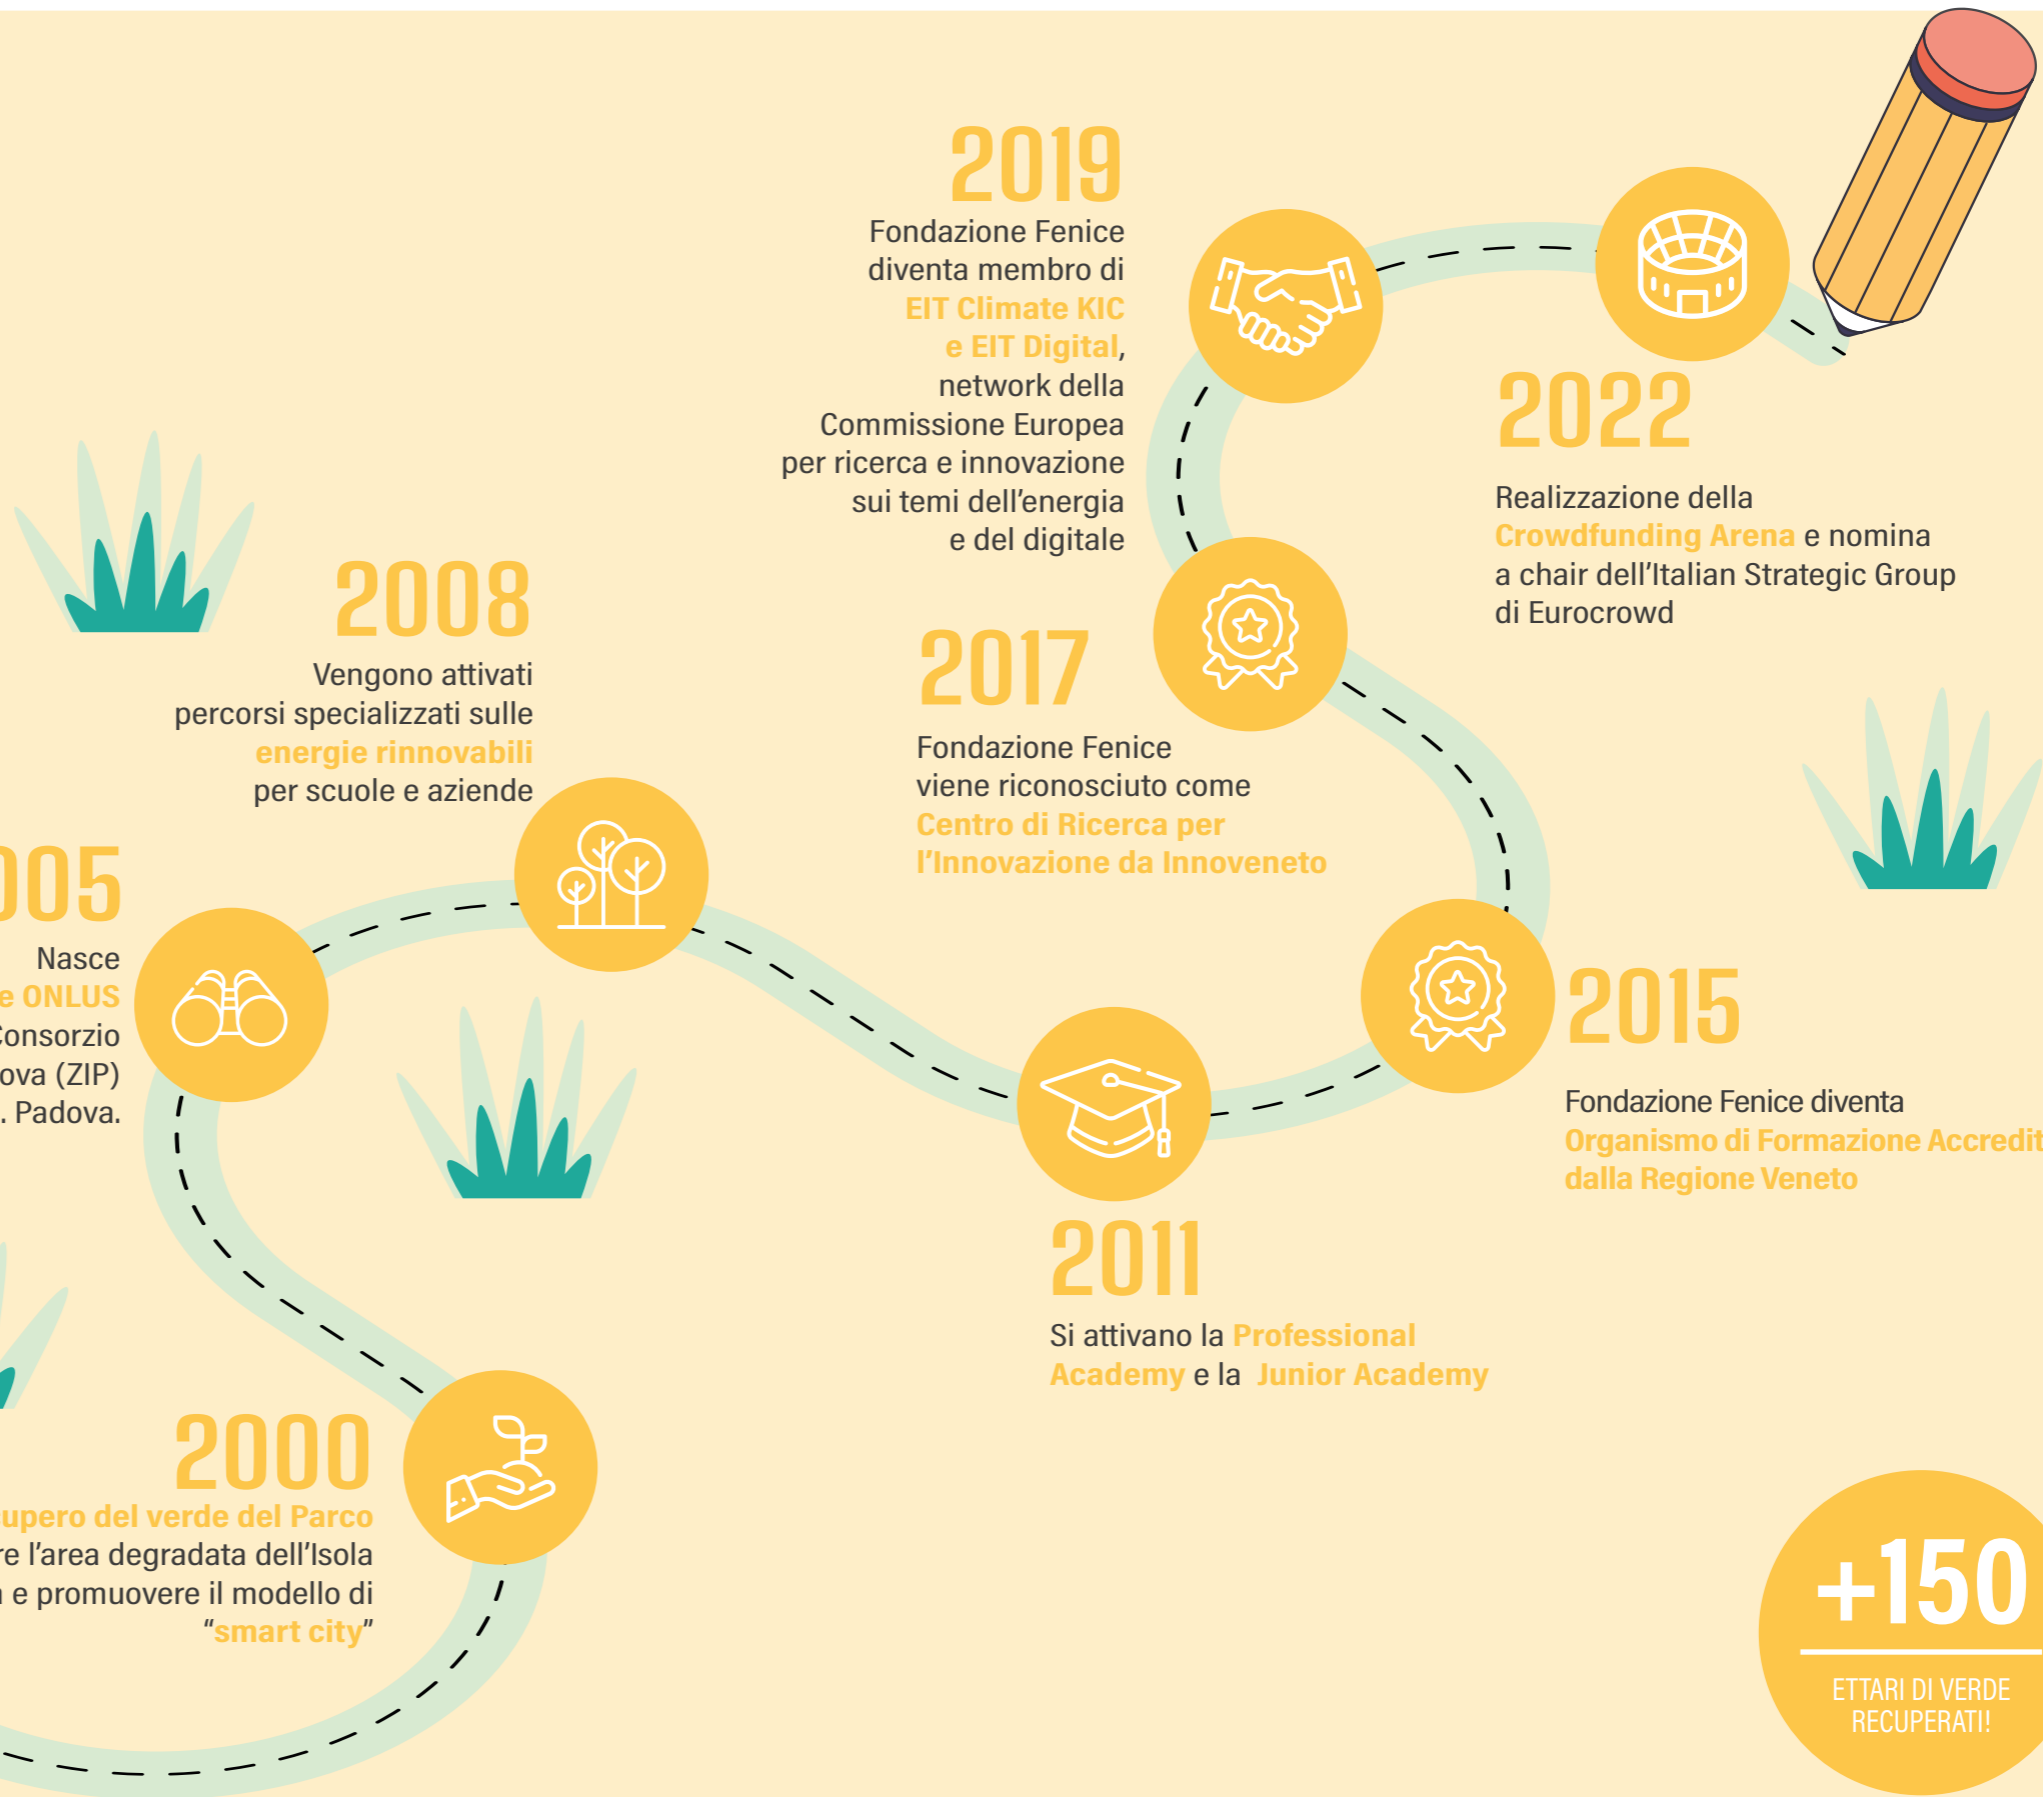 2019
Fondazione Fenice
diventa membro di
EIT Climate KIC
e EIT Digital,
network della
Commissione Europea
per ricerca e innovazione
sui temi dell'energia
e del digitale
2022
Realizzazione della
Crowdfunding Arena e nomina
a chair dell'Italian Strategic Group
di Eurocrowd
2008
Vengono attivati
percorsi specializzati sulle
energie rinnovabili
per scuole e aziende
2017
Fondazione Fenice
viene riconosciuto come
Centro di Ricerca per
l'Innovazione da Innoveneto
005
Nasce
e ONLUS
Consorzio
ova (ZIP)
. Padova.
2015
Fondazione Fenice diventa
Organismo di Formazione Accredit
dalla Regione Veneto
2011
Si attivano la Professional
Academy e la Junior Academy
2000
upero del verde del Parco
re l'area degradata dell'Isola
e promuovere il modello di
"smart city"
+150
ETTARI DI VERDE
RECUPERATI!